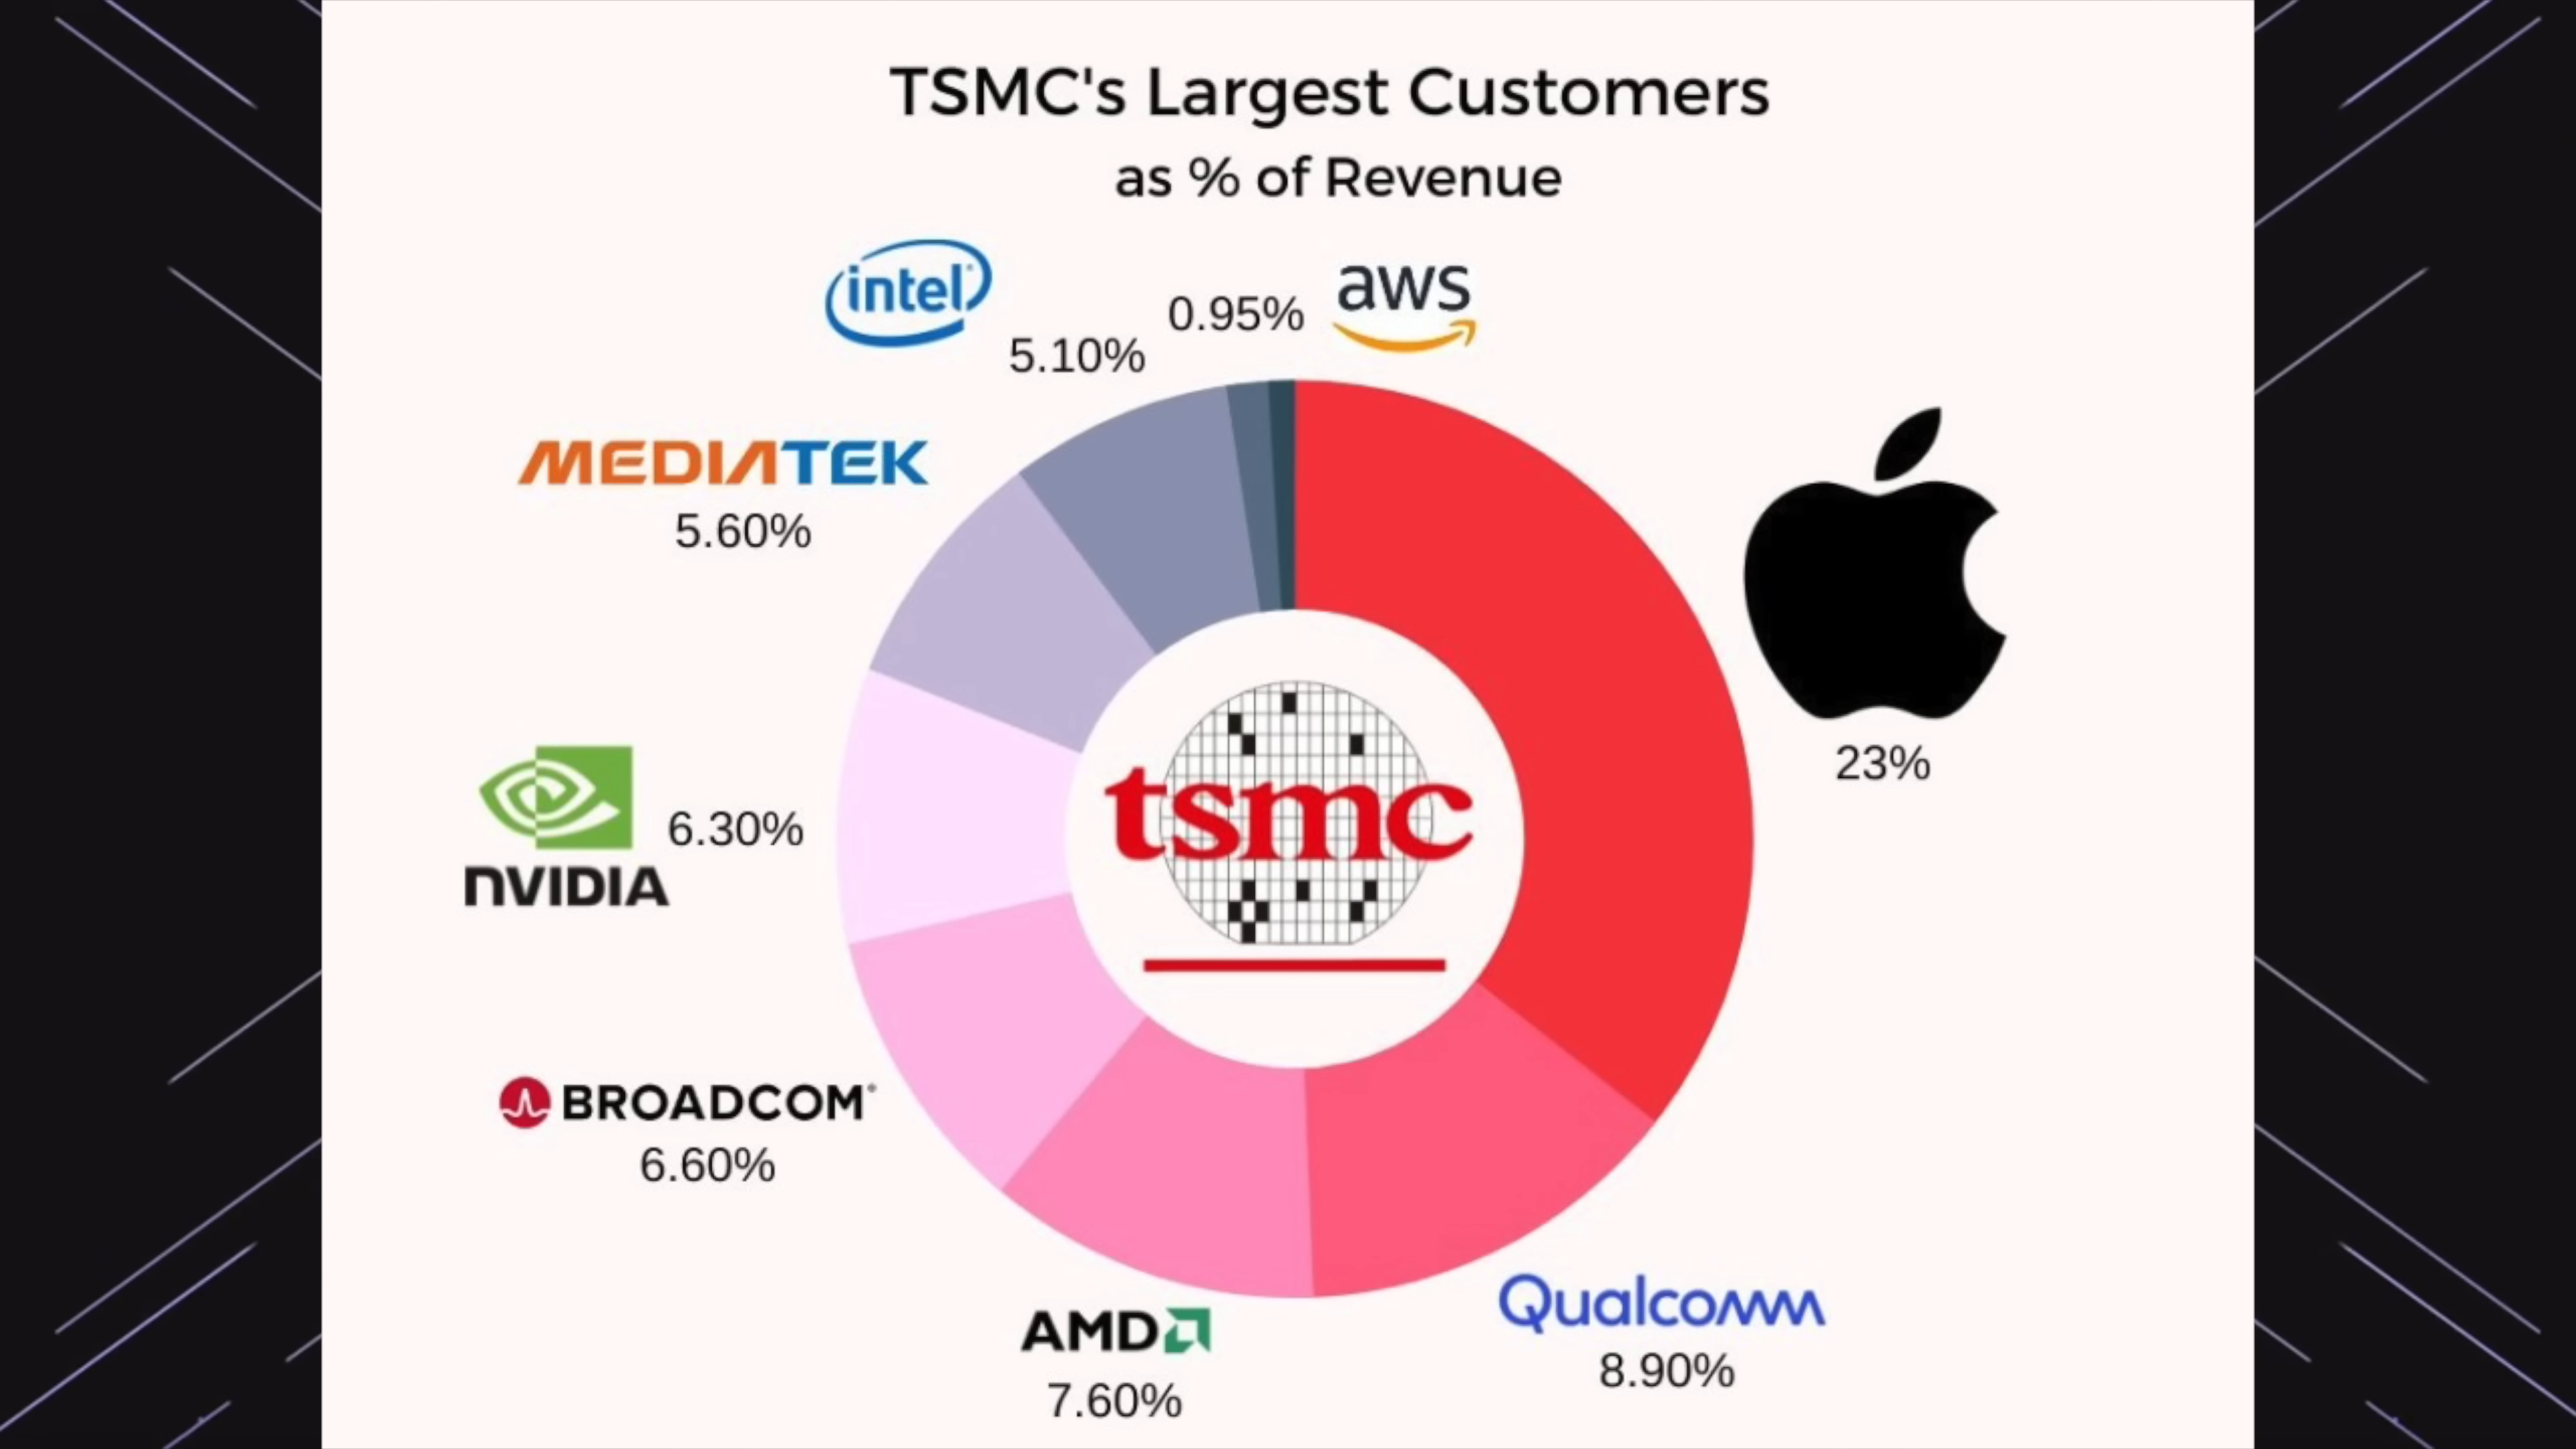 TSMC's Largest Customers
as % of Revenue
intel
5.10%
0.95%
aws
MEDIATEK
5.60%
23%
NVIDIA
6.30%
tsmc
BROADCOM
6.60%
AMD
7.60%
Qualcomm
8.90%